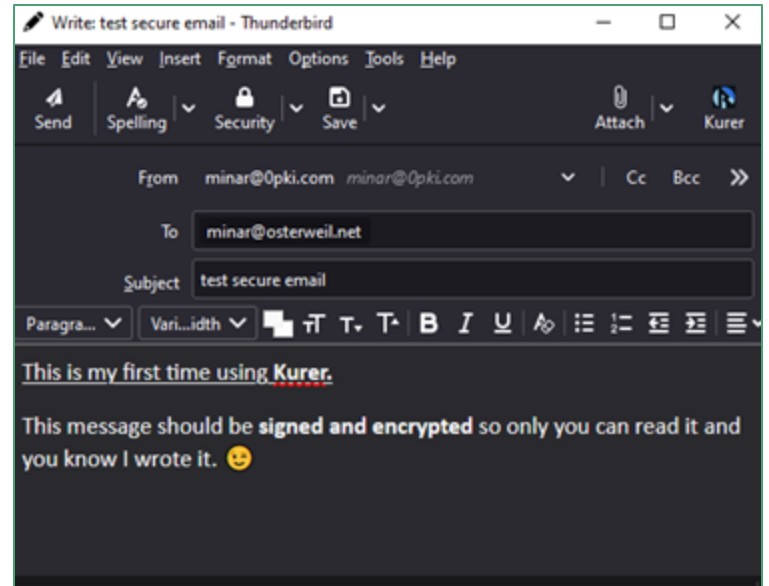 Write: test secure email - Thunderbird
File Edit View Insert Format Options Tools Help
Send Spelling Security Save Attach Kurer
From minar@0pki.com minar@0pki.com Cc Bcc
To minar@osterweil.net
Subject test secure email
Paragra... Vari...idth
This is my first time using Kurer.
This message should be signed and encrypted so only you can read it and
you know I wrote it. 😉